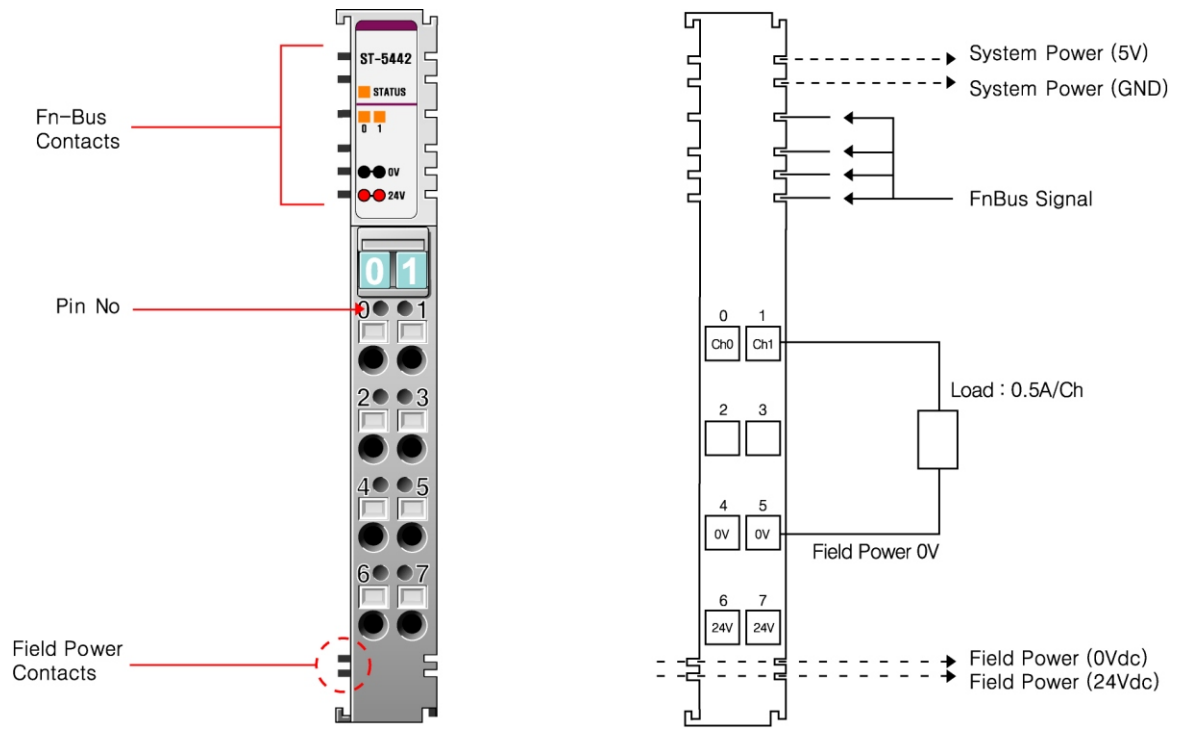 ST-5442
STATUS
0 1
0V
24V
Fn-Bus
Contacts
01
Pin No
0 1
2 3
4 5
6 7
Field Power
Contacts
System Power (5V)
System Power (GND)
FnBus Signal
0 1
Ch0 Ch1
Load : 0.5A/Ch
2 3
4 5
0V 0V
Field Power 0V
6 7
24V 24V
Field Power (0Vdc)
Field Power (24Vdc)